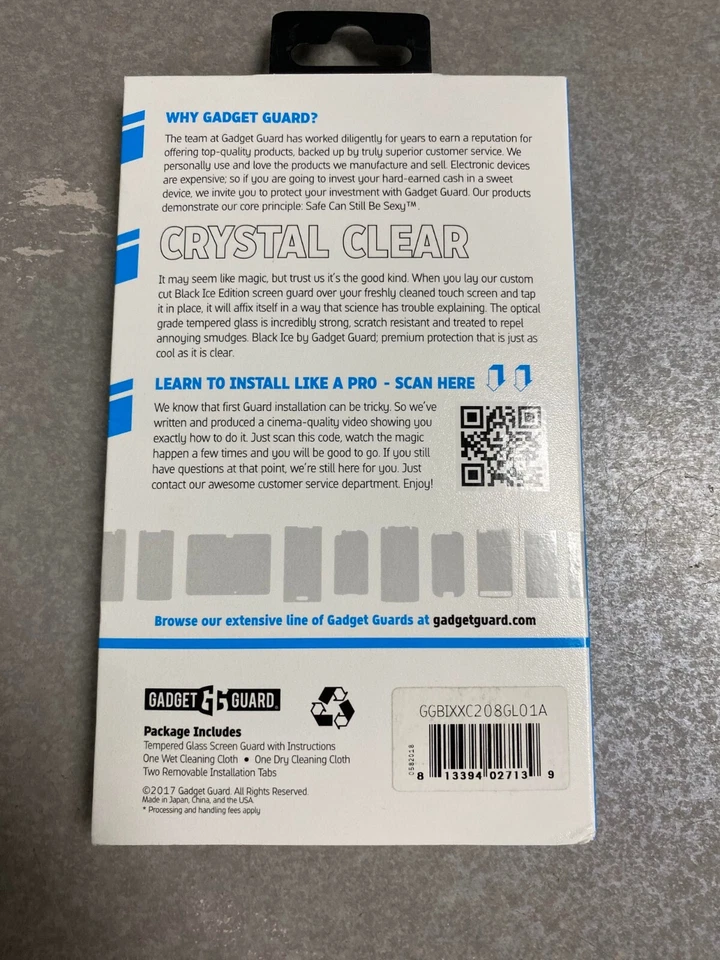 WHY GADGET GUARD?
The team at Gadget Guard has worked diligently for years to earn a reputation for
offering top-quality products, backed up by truly superior customer service. We
personally use and love the products we manufacture and sell. Electronic devices
are expensive; so if you are going to invest your hard-earned cash in a sweet
device, we invite you to protect your investment with Gadget Guard. Our products
demonstrate our core principle: Safe Can Still Be Sexy™.
CRYSTAL CLEAR
It may seem like magic, but trust us it's the good kind. When you lay our custom
cut Black Ice Edition screen guard over your freshly cleaned touch screen and tap
it in place, it will affix itself in a way that science has trouble explaining. The optical
grade tempered glass is incredibly strong, scratch resistant and treated to repel
annoying smudges. Black Ice by Gadget Guard; premium protection that is just as
cool as it is clear.
LEARN TO INSTALL LIKE A PRO - SCAN HERE
We know that first Guard installation can be tricky. So we've
written and produced a cinema-quality video showing you
exactly how to do it. Just scan this code, watch the magic
happen a few times and you will be good to go. If you still
have questions at that point, we're still here for you. Just
contact our awesome customer service department. Enjoy!
Browse our extensive line of Gadget Guards at gadgetguard.com
GADGET GG GUARD
Package Includes
Tempered Glass Screen Guard with Instructions
One Wet Cleaning Cloth • One Dry Cleaning Cloth
Two Removable Installation Tabs
©2017 Gadget Guard. All Rights Reserved.
Made in Japan, China, and the USA.
* Processing and handling fees apply
GGBIXXC208GL01A
0582018
8 13394 02713 9